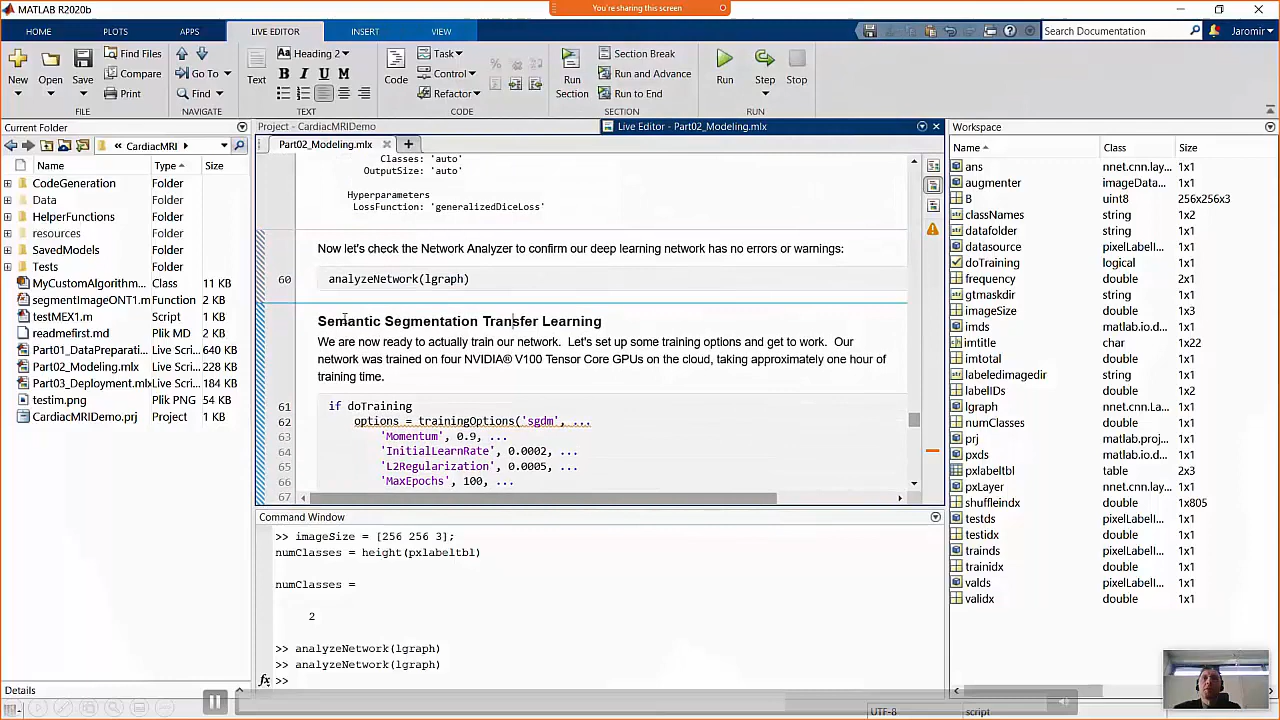 MATLAB R2020b
You're sharing this screen
HOME
PLOTS
APPS
LIVE EDITOR
INSERT
VIEW
Search Documentation
Jaromir
New
Open
Save
Find Files
Compare
Print
Go To
Find
Text
Heading 2
B I U M
Code
Task
Control
Refactor
Run Section
Section Break
Run and Advance
Run to End
Run
Step
Stop
FILE
NAVIGATE
TEXT
CODE
SECTION
RUN
Current Folder
Project - CardiacMRIDemo
Live Editor - Part02_Modeling.mlx
Workspace
« CardiacMRI
Part02_Modeling.mlx
Name
Type
Size
CodeGeneration Folder
Data Folder
HelperFunctions Folder
resources Folder
SavedModels Folder
Tests Folder
MyCustomAlgorithm... Class 11 KB
segmentImageONT1.m Function 2 KB
testMEX1.m Script 1 KB
readmefirst.md Plik MD 1 KB
Part01_DataPreparati... Live Scri... 640 KB
Part02_Modeling.mlx Live Scri... 228 KB
Part03_Deployment.mlx Live Scri... 184 KB
testim.png Plik PNG 54 KB
CardiacMRIDemo.prj Project 1 KB
Details
Classes: 'auto'
OutputSize: 'auto'
Hyperparameters
LossFunction: 'generalizedDiceLoss'
Now let's check the Network Analyzer to confirm our deep learning network has no errors or warnings:
60 analyzeNetwork(lgraph)
Semantic Segmentation Transfer Learning
We are now ready to actually train our network. Let's set up some training options and get to work. Our
network was trained on four NVIDIA® V100 Tensor Core GPUs on the cloud, taking approximately one hour of
training time.
61 if doTraining
62 options = trainingOptions('sgdm', ...
63 'Momentum', 0.9, ...
64 'InitialLearnRate', 0.0002, ...
65 'L2Regularization', 0.0005, ...
66 'MaxEpochs', 100, ...
67
Command Window
>> imageSize = [256 256 3];
numClasses = height(pxlabeltbl)
numClasses =
2
>> analyzeNetwork(lgraph)
>> analyzeNetwork(lgraph)
fx >>
Name Class Size
ans nnet.cnn.lay... 1x1
augmenter imageData... 1x1
B uint8 256x256x3
classNames string 1x2
datafolder string 1x1
datasource pixelLabelI... 1x1
doTraining logical 1x1
frequency double 2x1
gtmaskdir string 1x1
imageSize double 1x3
imds matlab.io.d... 1x1
imtitle char 1x22
imtotal double 1x1
labeledimagedir string 1x1
labelIDs double 1x2
lgraph nnet.cnn.La... 1x1
numClasses double 1x1
prj matlab.proj... 1x1
pxds matlab.io.d... 1x1
pxlabeltbl table 2x3
pxLayer nnet.cnn.lay... 1x1
shuffleindx double 1x805
testds pixelLabelI... 1x1
testidx double 1x1
trainds pixelLabelI... 1x1
trainidx double 1x1
valds pixelLabelI... 1x1
validx double 1x1
UTF-8
script